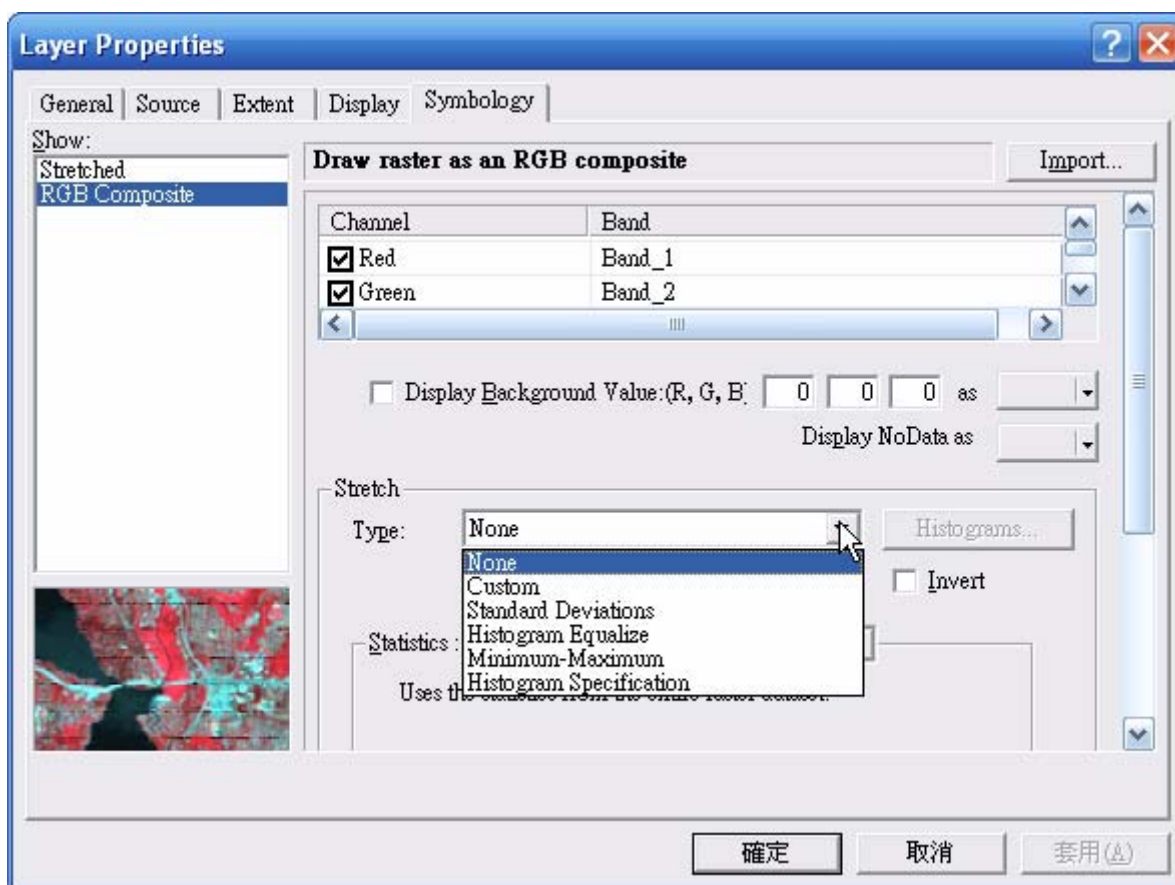 Layer Properties
General Source Extent Display Symbology
Show:
Stretched
RGB Composite
Draw raster as an RGB composite
Import...
Channel Band
Red Band_1
Green Band_2
Display Background Value:(R, G, B) 0 0 0 as
Display NoData as
Stretch
Type: None
Histograms...
None
Custom
Standard Deviations
Histogram Equalize
Minimum-Maximum
Histogram Specification
Invert
Statistics
Uses
確定 取消 套用(A)